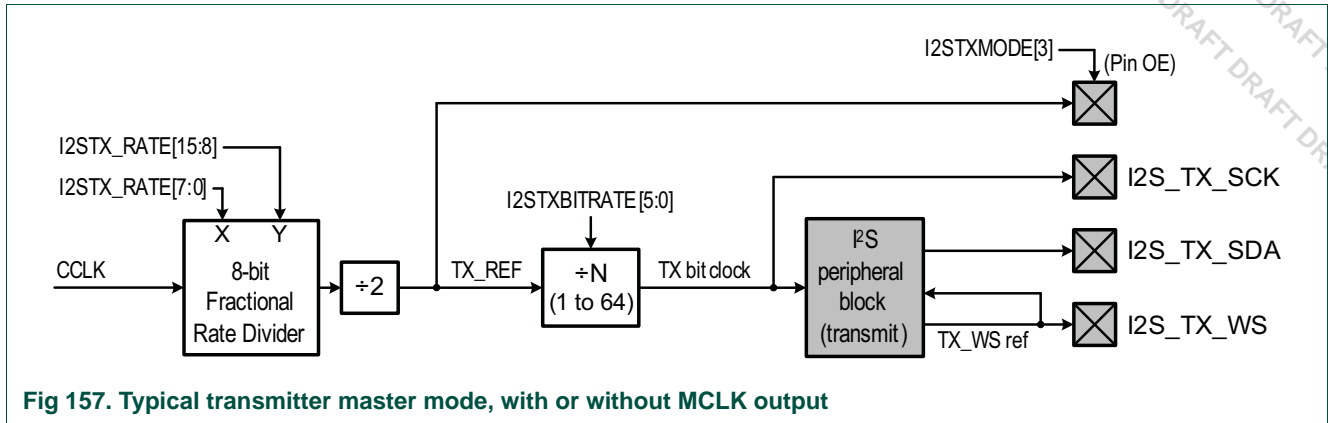 DRAFT DRAFT DRAFT
DRAFT DRA
I2STXMODE[3]
(Pin OE)
I2STX_RATE[15:8]
I2STX_RATE[7:0]
I2STXBITRATE[5:0]
I2S_TX_SCK
X Y
CCLK
8-bit
Fractional
Rate Divider
÷2
TX_REF
÷N
(1 to 64)
TX bit clock
I²S
peripheral
block
(transmit)
I2S_TX_SDA
TX_WS ref
I2S_TX_WS
Fig 157. Typical transmitter master mode, with or without MCLK output